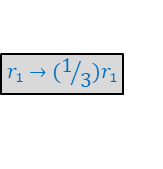 r₁ → (1/3)r₁